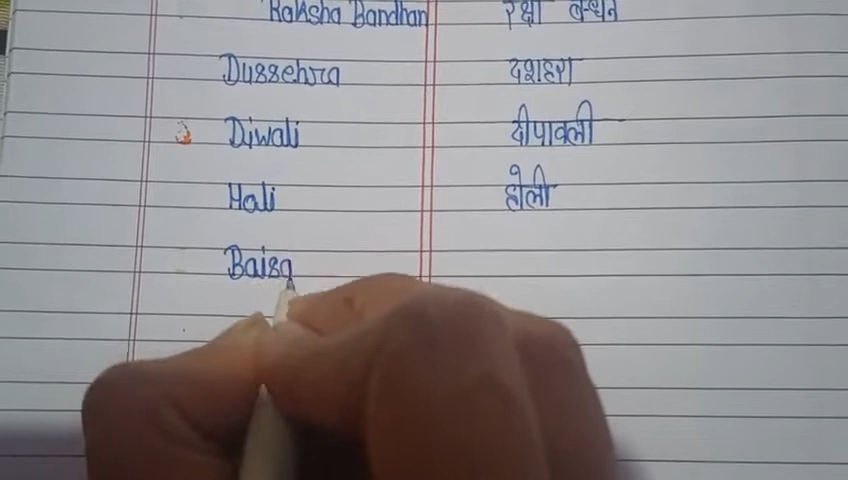 Raksha Bandhan रक्षा बन्धन
Dussehra दशहरा
Diwali दीपावली
Holi होली
Baisa